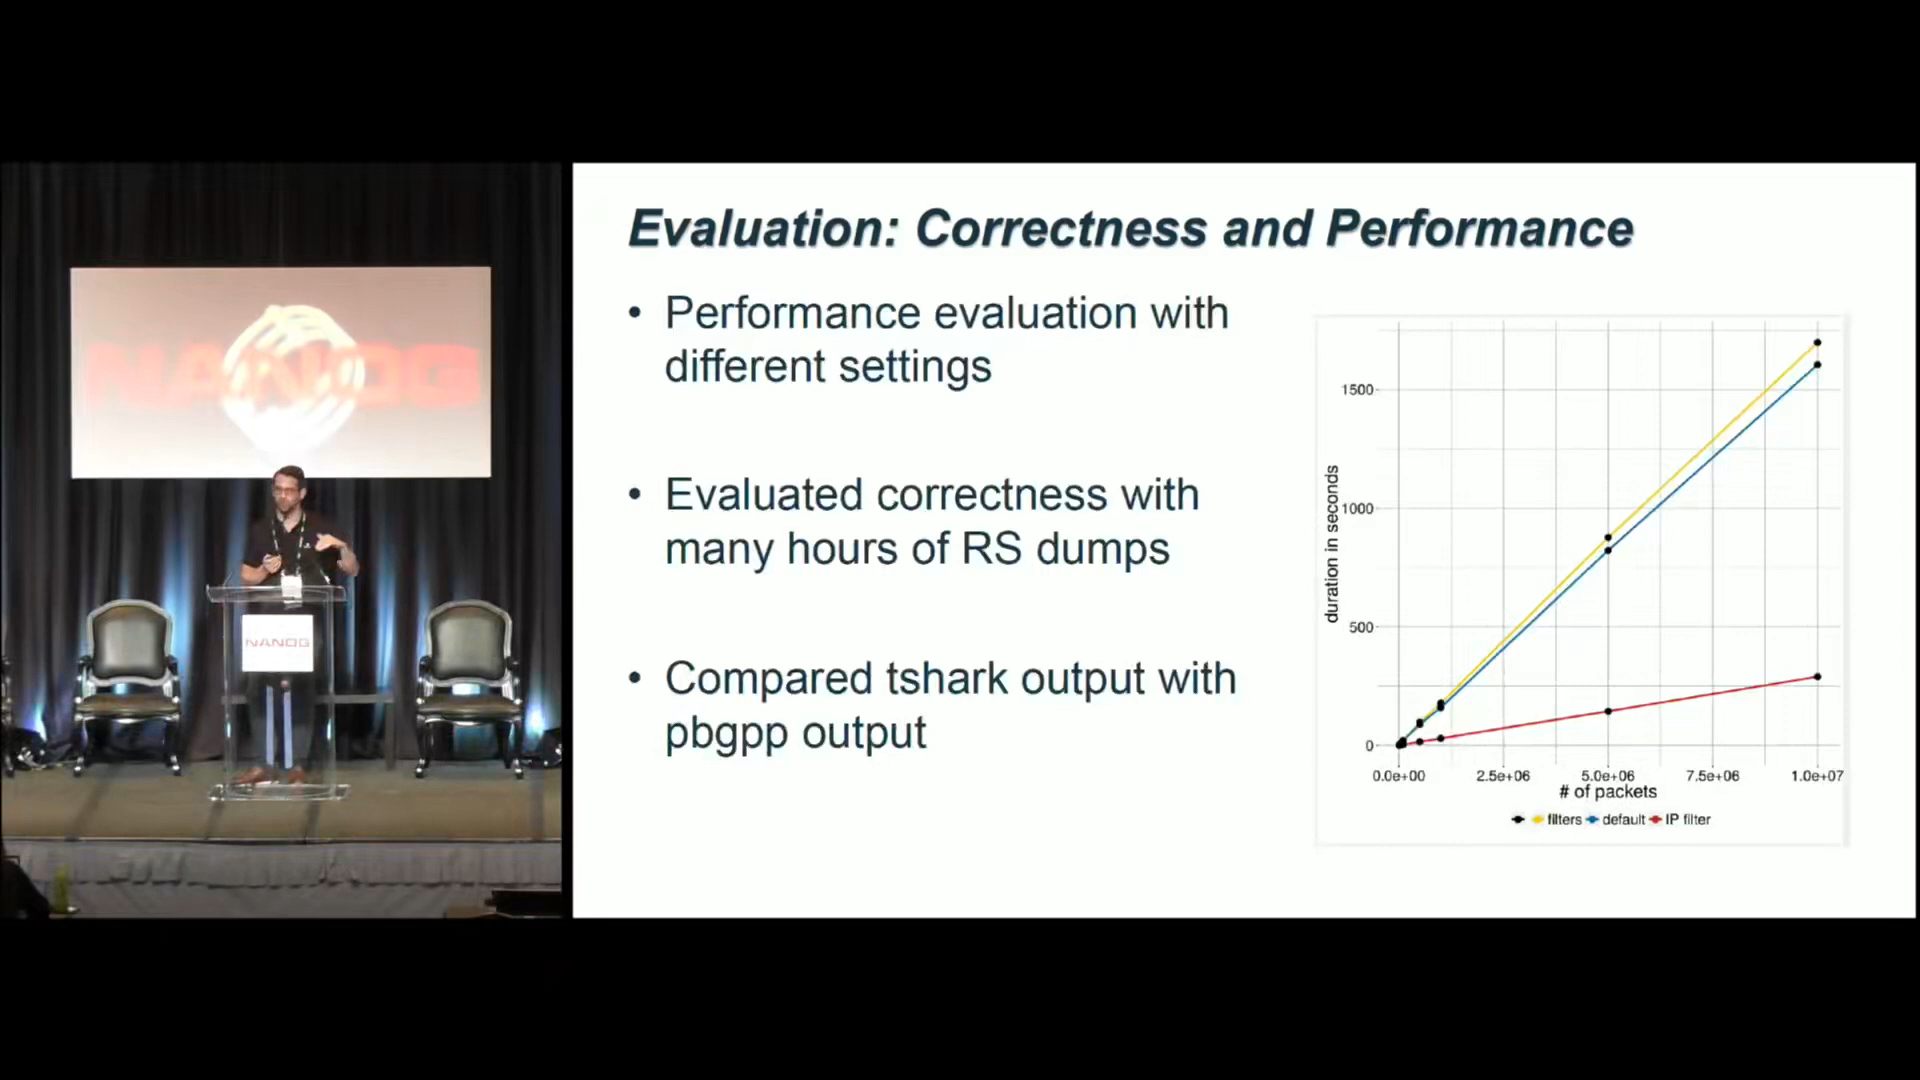 NANOG
NANOG
Evaluation: Correctness and Performance
• Performance evaluation with
different settings
• Evaluated correctness with
many hours of RS dumps
• Compared tshark output with
pbgpp output
duration in seconds
1500
1000
500
0
0.0e+00 2.5e+06 5.0e+06 7.5e+06 1.0e+07
# of packets
filters default IP filter